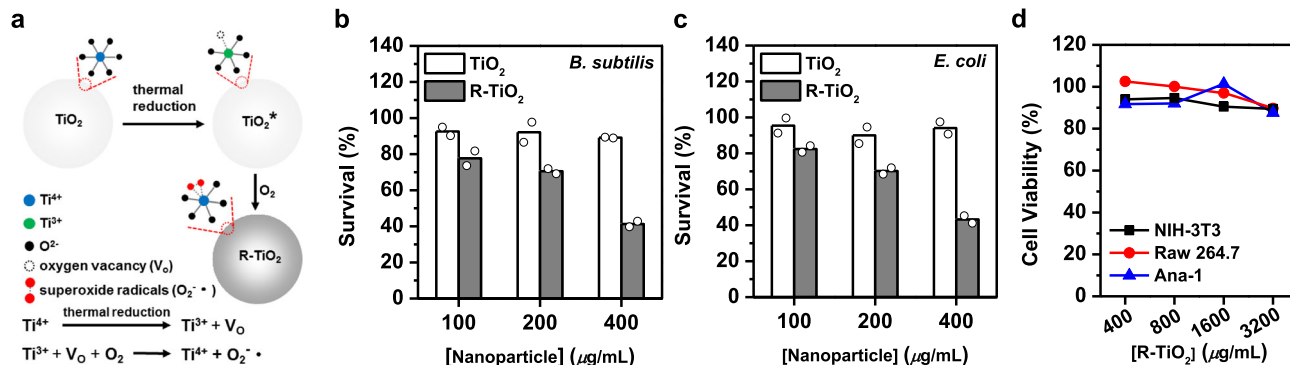 a
TiO2
thermal
reduction
TiO2*
O2
R-TiO2
Ti4+
Ti3+
O2-
oxygen vacancy (Vo)
superoxide radicals (O2- •)
Ti4+ thermal reduction Ti3+ + VO
Ti3+ + VO + O2 Ti4+ + O2- •
b
140
120
100
80
60
40
20
0
Survival (%)
TiO2
R-TiO2
B. subtilis
100 200 400
[Nanoparticle] (μg/mL)
c
140
120
100
80
60
40
20
0
Survival (%)
TiO2
R-TiO2
E. coli
100 200 400
[Nanoparticle] (μg/mL)
d
120
100
80
60
40
20
0
Cell Viability (%)
NIH-3T3
Raw 264.7
Ana-1
400 800 1600 3200
[R-TiO2] (μg/mL)